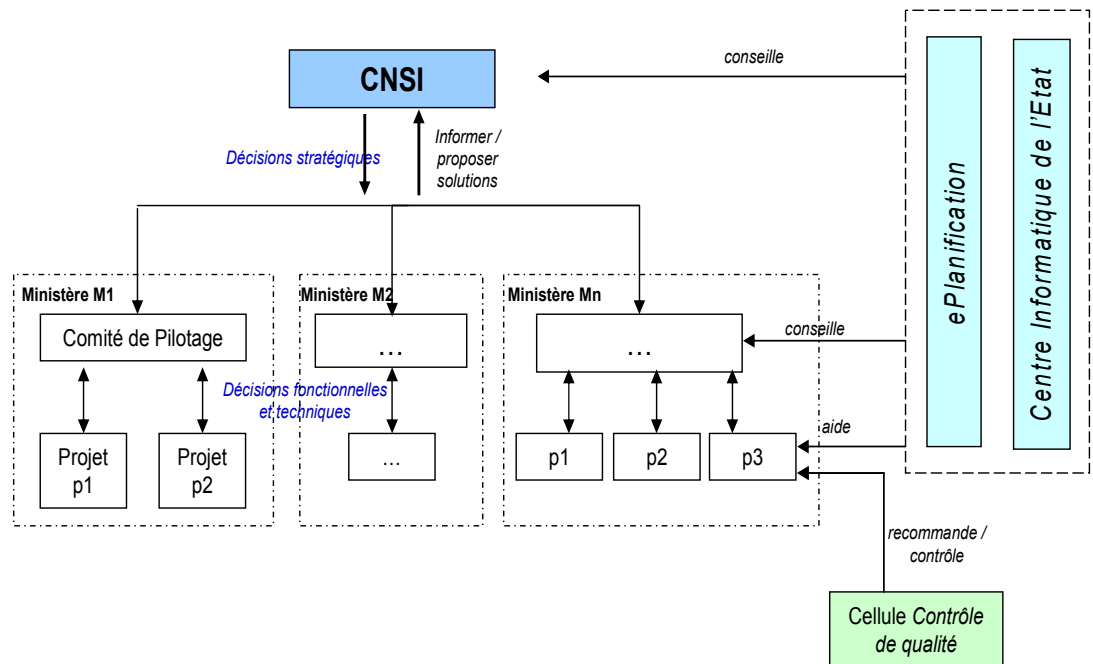 CNSI
conseille
Décisions stratégiques
Informer /
proposer
solutions
ePlanification
Centre Informatique de l'Etat
Ministère M1
Comité de Pilotage
Projet
p1
Projet
p2
Ministère M2
...
Décisions fonctionnelles
et techniques
...
Ministère Mn
...
conseille
p1
p2
p3
aide
recommande /
contrôle
Cellule Contrôle
de qualité